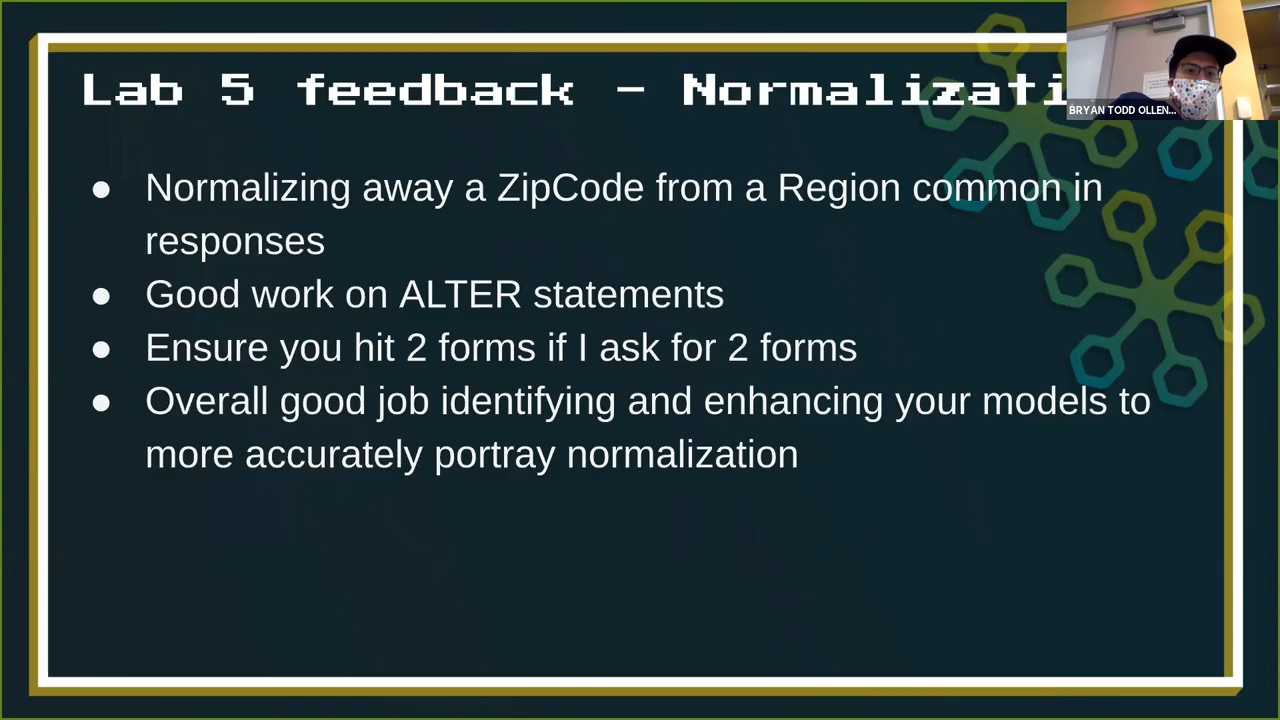 Lab 5 feedback - Normalizati
BRYAN TODD OLLEN...
● Normalizing away a ZipCode from a Region common in
responses
● Good work on ALTER statements
● Ensure you hit 2 forms if I ask for 2 forms
● Overall good job identifying and enhancing your models to
more accurately portray normalization